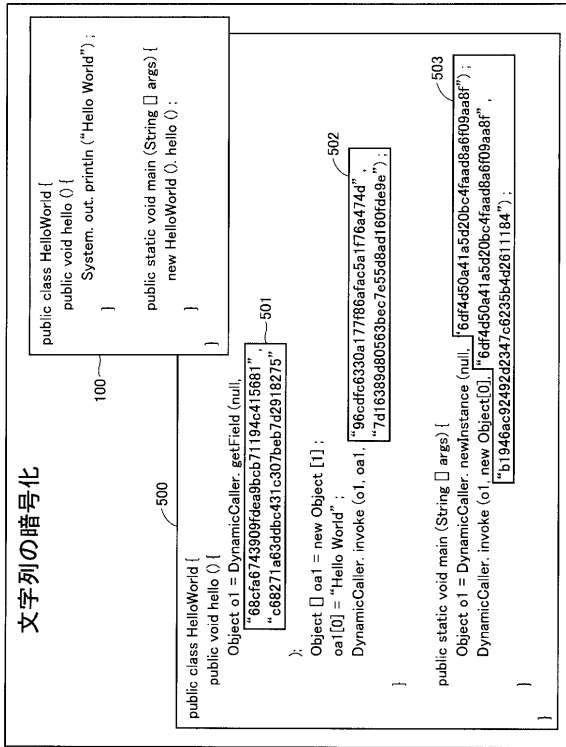 文字列の暗号化
public class HelloWorld {
public void hello () {
System. out. println ("Hello World") ;
}
public static void main (String [] args) {
new HelloWorld (). hello () ;
}
}
100
500
public class HelloWorld {
public void hello () {
Object o1 = DynamicCaller. getField (null,
"68cfa6743909fdea9bcb71194c415681" ,
"c68271a63ddbc431c307beb7d2918275"
501
);
Object [] oa1 = new Object [1] ;
oa1[0] = "Hello World" ;
DynamicCaller. invoke (o1, oa1, "96cdfc6330a177f86afac5a1f76a474d" ,
"7d16389d80563bec7e55d8ad160fde9e") ;
502
}
public static void main (String [] args) {
Object o1 = DynamicCaller. newInstance (null, "6df4d50a41a5d20bc4faad8a6f09aa8f") ;
DynamicCaller. invoke (o1, new Object[0], "6df4d50a41a5d20bc4faad8a6f09aa8f" ,
"b1946ac92492d2347c6235b4d2611184") ;
503
}
}